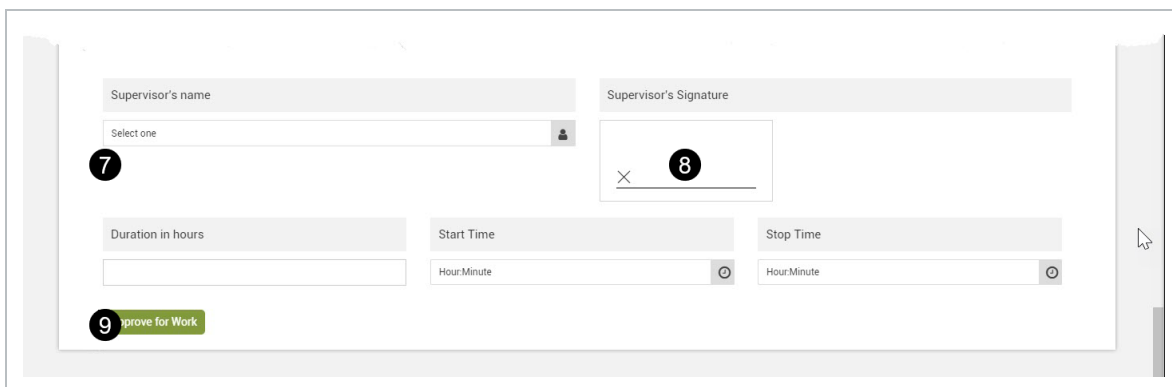 Supervisor's name
Supervisor's Signature
Select one
7
8
Duration in hours
Start Time
Stop Time
Hour:Minute
Hour:Minute
9 pprove for Work